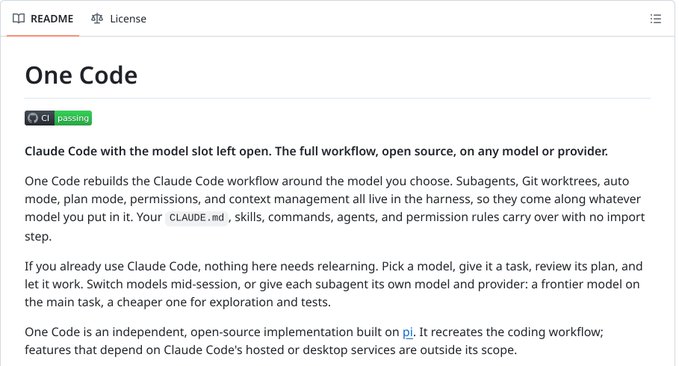 README
License
One Code
CI passing
Claude Code with the model slot left open. The full workflow, open source, on any model or provider.
One Code rebuilds the Claude Code workflow around the model you choose. Subagents, Git worktrees, auto
mode, plan mode, permissions, and context management all live in the harness, so they come along whatever
model you put in it. Your CLAUDE.md, skills, commands, agents, and permission rules carry over with no import
step.
If you already use Claude Code, nothing here needs relearning. Pick a model, give it a task, review its plan, and
let it work. Switch models mid-session, or give each subagent its own model and provider: a frontier model on
the main task, a cheaper one for exploration and tests.
One Code is an independent, open-source implementation built on pi. It recreates the coding workflow;
features that depend on Claude Code's hosted or desktop services are outside its scope.